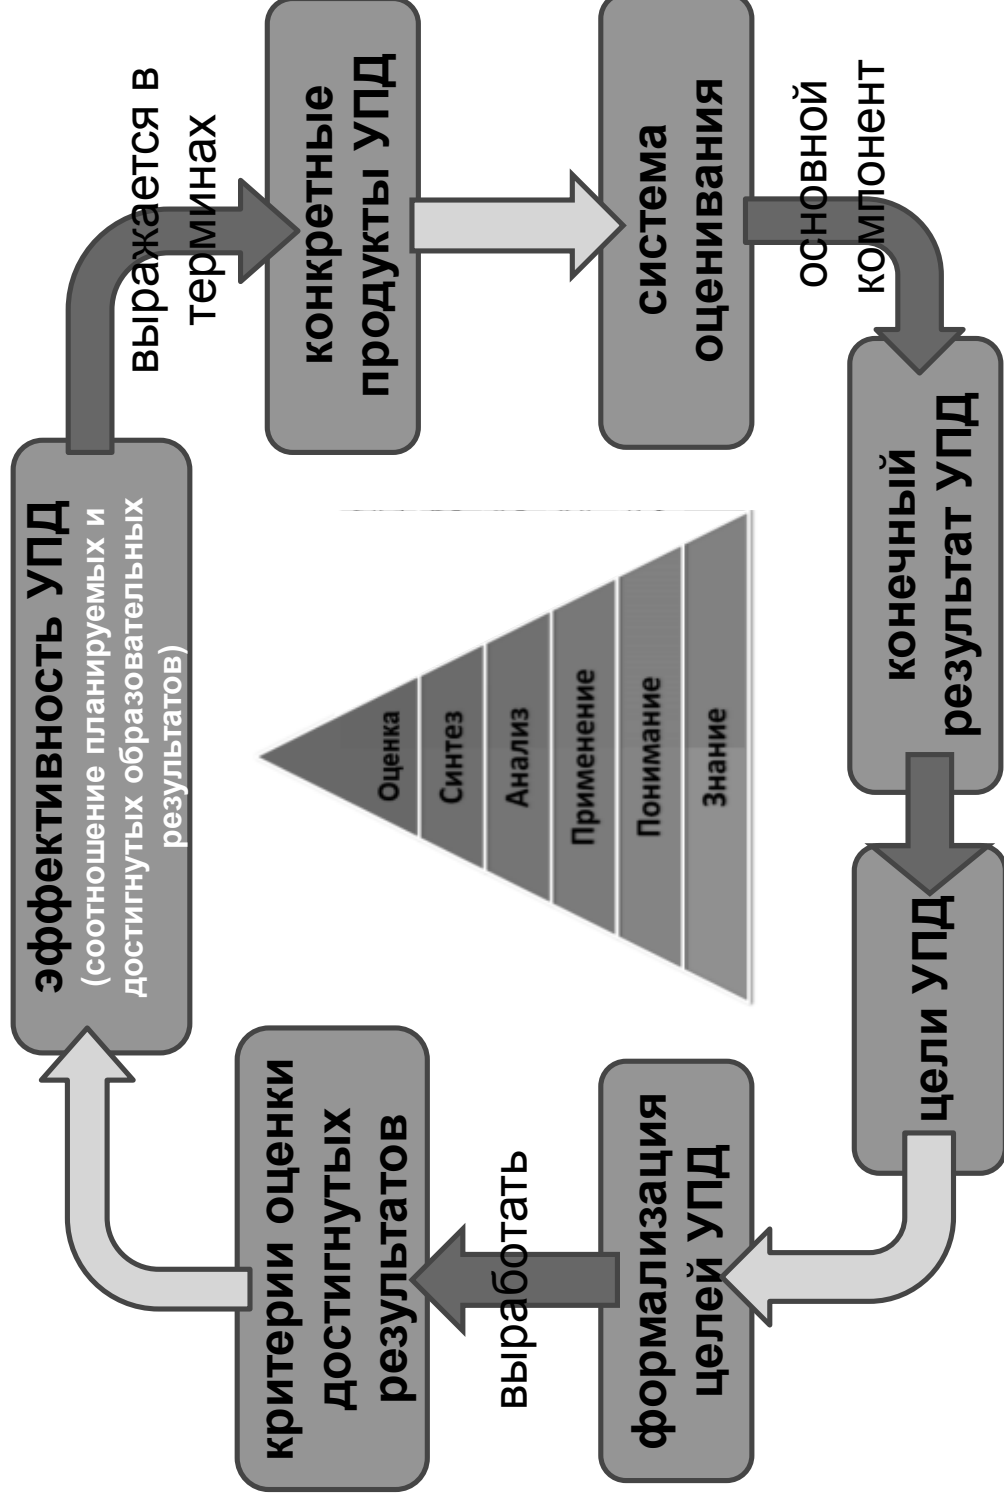 эффективность УПД
(соотношение планируемых и
достигнутых образовательных
результатов)
выражается в
терминах
конкретные
продукты УПД
система
оценивания
основной
компонент
конечный
результат УПД
цели УПД
формализация
целей УПД
выработать
критерии оценки
достигнутых
результатов
Оценка
Синтез
Анализ
Применение
Понимание
Знание